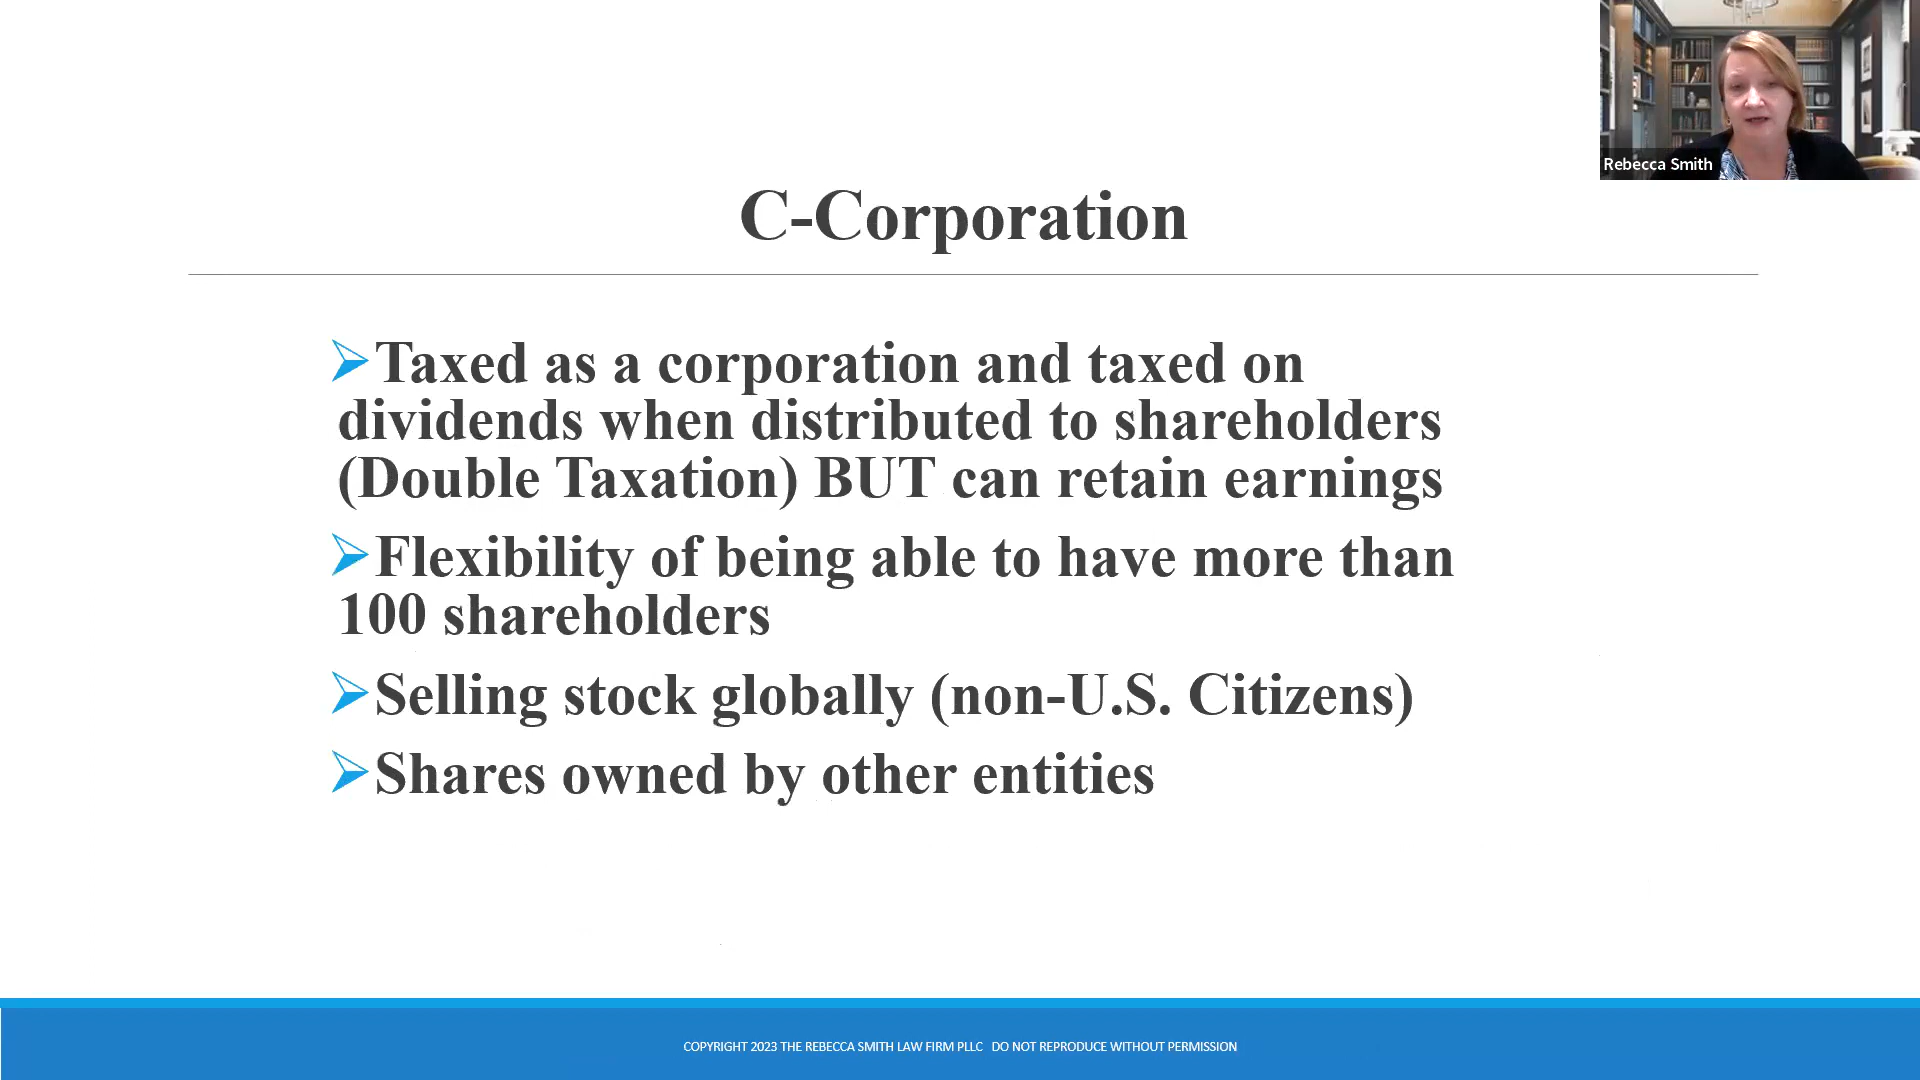 Rebecca Smith
C-Corporation
Taxed as a corporation and taxed on
dividends when distributed to shareholders
(Double Taxation) BUT can retain earnings
Flexibility of being able to have more than
100 shareholders
Selling stock globally (non-U.S. Citizens)
Shares owned by other entities
COPYRIGHT 2023 THE REBECCA SMITH LAW FIRM PLLC DO NOT REPRODUCE WITHOUT PERMISSION